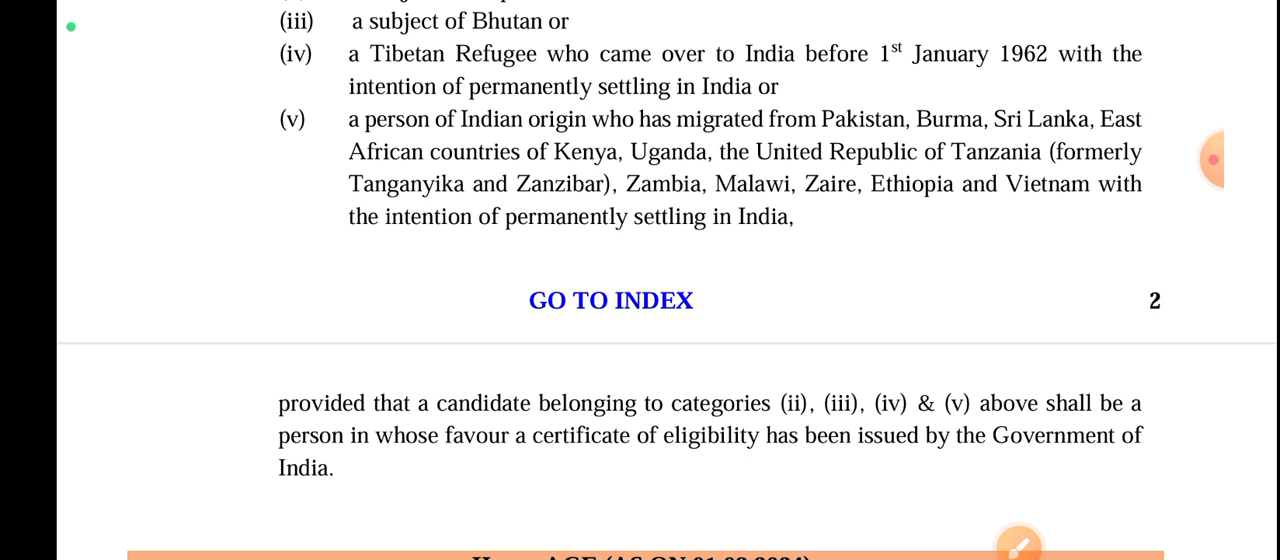 (iii) a subject of Bhutan or
(iv) a Tibetan Refugee who came over to India before 1st January 1962 with the
intention of permanently settling in India or
(v) a person of Indian origin who has migrated from Pakistan, Burma, Sri Lanka, East
African countries of Kenya, Uganda, the United Republic of Tanzania (formerly
Tanganyika and Zanzibar), Zambia, Malawi, Zaire, Ethiopia and Vietnam with
the intention of permanently settling in India,
GO TO INDEX 2
provided that a candidate belonging to categories (ii), (iii), (iv) & (v) above shall be a
person in whose favour a certificate of eligibility has been issued by the Government of
India.
AGE (AS ON